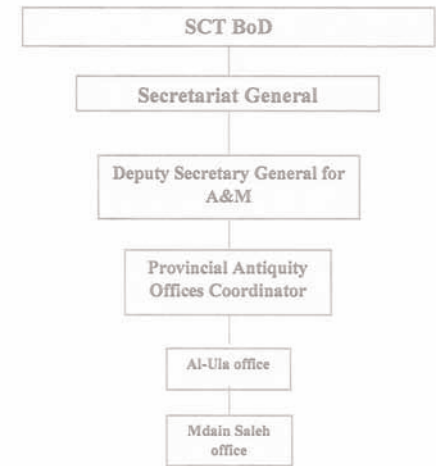 SCT BoD
Secretariat General
Deputy Secretary General for
A&M
Provincial Antiquity
Offices Coordinator
Al-Ula office
Mdain Saleh
office